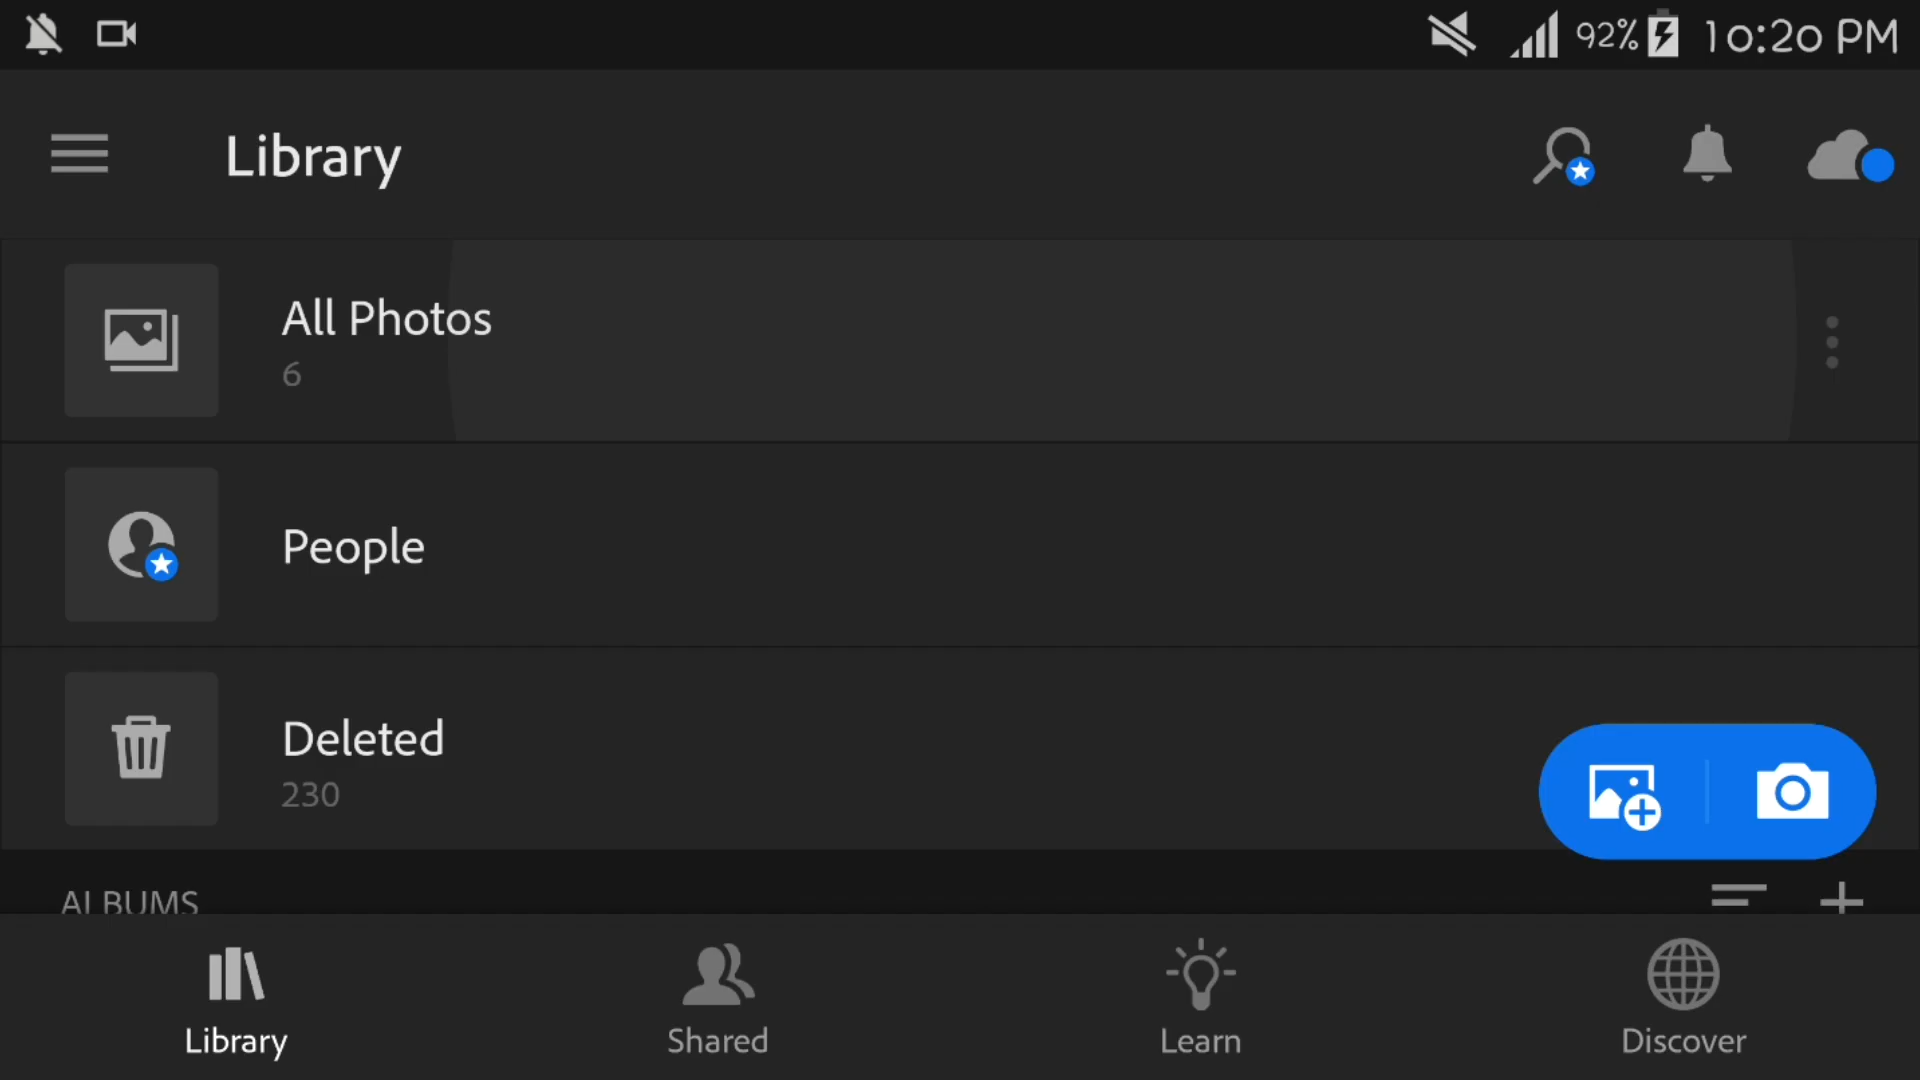 92% 10:20 PM
Library
All Photos
6
People
Deleted
230
ALBUMS
Library
Shared
Learn
Discover